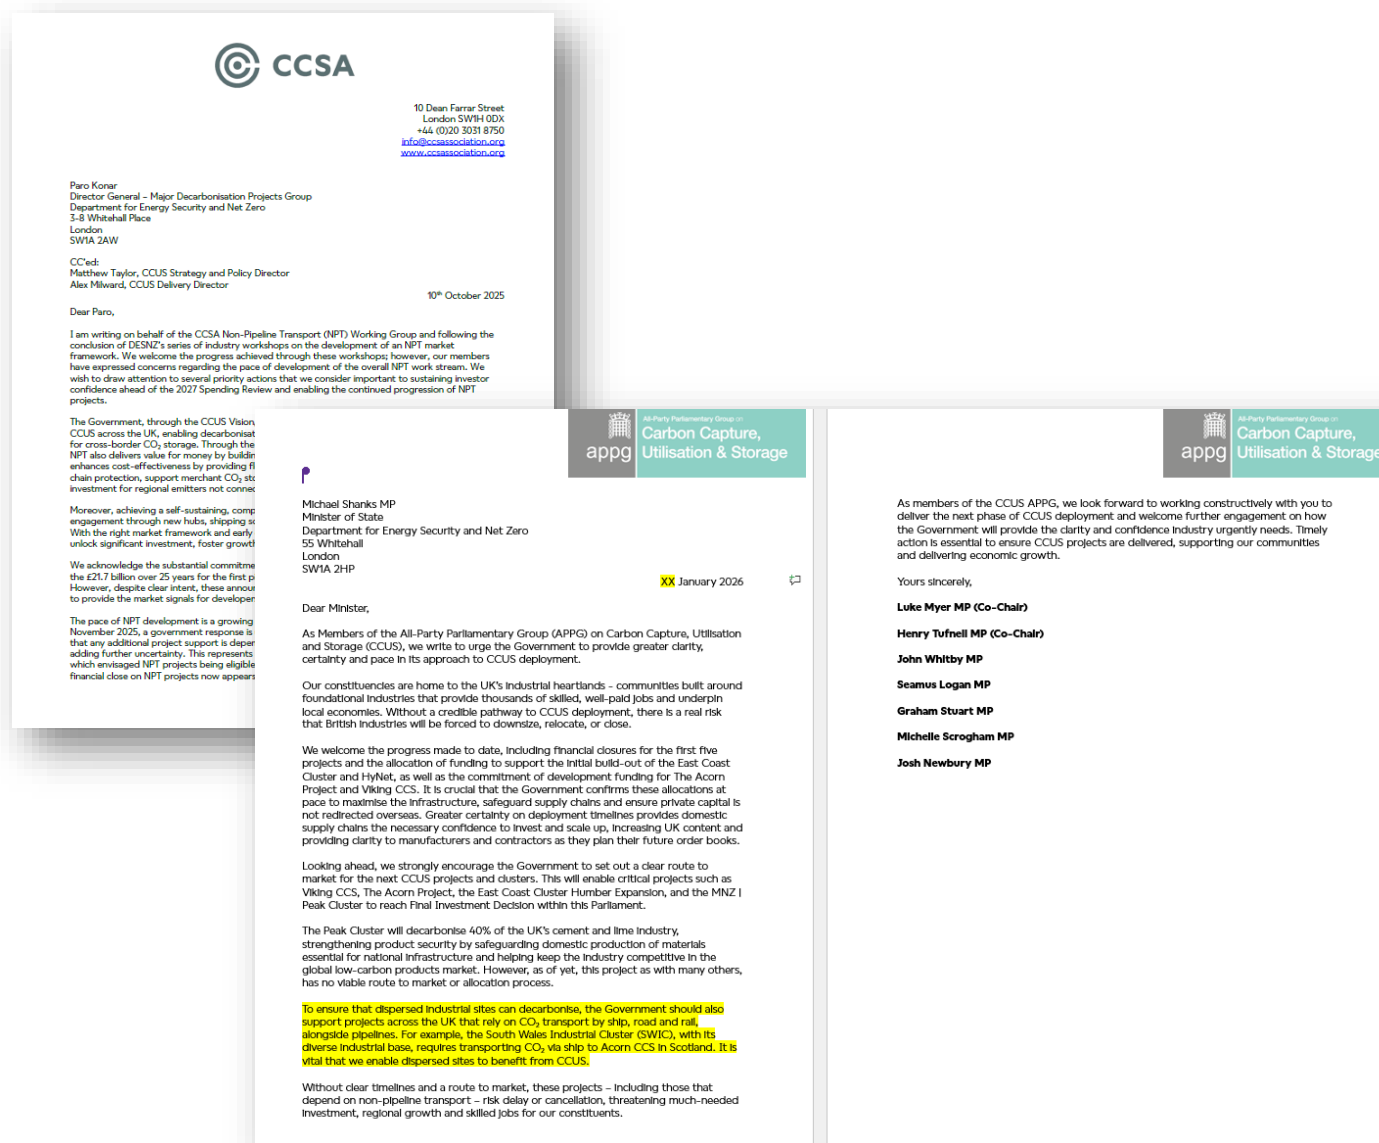 CCSA
10 Dean Farrar Street
London SW1H 0DX
+44 (0)20 3031 8750
info@ccsassociation.org
www.ccsassociation.org
Paro Konar
Director General – Major Decarbonisation Projects Group
Department for Energy Security and Net Zero
3-8 Whitehall Place
London
SW1A 2AW
CC'ed:
Matthew Taylor, CCUS Strategy and Policy Director
Alex Milward, CCUS Delivery Director
10th October 2025
Dear Paro,
I am writing on behalf of the CCSA Non-Pipeline Transport (NPT) Working Group and following the
conclusion of DESNZ's series of industry workshops on the development of an NPT market
framework. We welcome the progress achieved through these workshops; however, our members
have expressed concerns regarding the pace of development of the overall NPT work stream. We
wish to draw attention to several priority actions that we consider important to sustaining investor
confidence ahead of the 2027 Spending Review and enabling the continued progression of NPT
projects.
The Government, through the CCUS Vision,
CCUS across the UK, enabling decarbonisat
for cross-border CO₂ storage. Through the
NPT also delivers value for money by buildin
enhances cost-effectiveness by providing fl
chain protection, support merchant CO₂ sto
investment for regional emitters not connec
Moreover, achieving a self-sustaining, comp
engagement through new hubs, shipping sc
With the right market framework and early
unlock significant investment, foster growth
We acknowledge the substantial commitme
the £21.7 billion over 25 years for the first p
However, despite clear intent, these annou
to provide the market signals for developer
The pace of NPT development is a growing
November 2025, a government response is
that any additional project support is deper
adding further uncertainty. This represents
which envisaged NPT projects being eligible
financial close on NPT projects now appears
All-Party Parliamentary Group on
appg
Carbon Capture,
Utilisation & Storage
Michael Shanks MP
Minister of State
Department for Energy Security and Net Zero
55 Whitehall
London
SW1A 2HP
XX January 2026
Dear Minister,
As Members of the All-Party Parliamentary Group (APPG) on Carbon Capture, Utilisation
and Storage (CCUS), we write to urge the Government to provide greater clarity,
certainty and pace in its approach to CCUS deployment.
Our constituencies are home to the UK's industrial heartlands – communities built around
foundational industries that provide thousands of skilled, well-paid jobs and underpin
local economies. Without a credible pathway to CCUS deployment, there is a real risk
that British industries will be forced to downsize, relocate, or close.
We welcome the progress made to date, including financial closures for the first five
projects and the allocation of funding to support the initial build-out of the East Coast
Cluster and HyNet, as well as the commitment of development funding for The Acorn
Project and Viking CCS. It is crucial that the Government confirms these allocations at
pace to maximise the infrastructure, safeguard supply chains and ensure private capital is
not redirected overseas. Greater certainty on deployment timelines provides domestic
supply chains the necessary confidence to invest and scale up, increasing UK content and
providing clarity to manufacturers and contractors as they plan their future order books.
Looking ahead, we strongly encourage the Government to set out a clear route to
market for the next CCUS projects and clusters. This will enable critical projects such as
Viking CCS, The Acorn Project, the East Coast Cluster Humber Expansion, and the MNZ |
Peak Cluster to reach Final Investment Decision within this Parliament.
The Peak Cluster will decarbonise 40% of the UK's cement and lime industry,
strengthening product security by safeguarding domestic production of materials
essential for national infrastructure and helping keep the industry competitive in the
global low-carbon products market. However, as of yet, this project as with many others,
has no viable route to market or allocation process.
To ensure that dispersed industrial sites can decarbonise, the Government should also
support projects across the UK that rely on CO₂ transport by ship, road and rail,
alongside pipelines. For example, the South Wales Industrial Cluster (SWIC), with its
diverse industrial base, requires transporting CO₂ via ship to Acorn CCS in Scotland. It is
vital that we enable dispersed sites to benefit from CCUS.
Without clear timelines and a route to market, these projects – including those that
depend on non-pipeline transport – risk delay or cancellation, threatening much-needed
investment, regional growth and skilled jobs for our constituents.
All-Party Parliamentary Group on
appg
Carbon Capture,
Utilisation & Storage
As members of the CCUS APPG, we look forward to working constructively with you to
deliver the next phase of CCUS deployment and welcome further engagement on how
the Government will provide the clarity and confidence industry urgently needs. Timely
action is essential to ensure CCUS projects are delivered, supporting our communities
and delivering economic growth.
Yours sincerely,
Luke Myer MP (Co-Chair)
Henry Tufnell MP (Co-Chair)
John Whitby MP
Seamus Logan MP
Graham Stuart MP
Michelle Scrogham MP
Josh Newbury MP